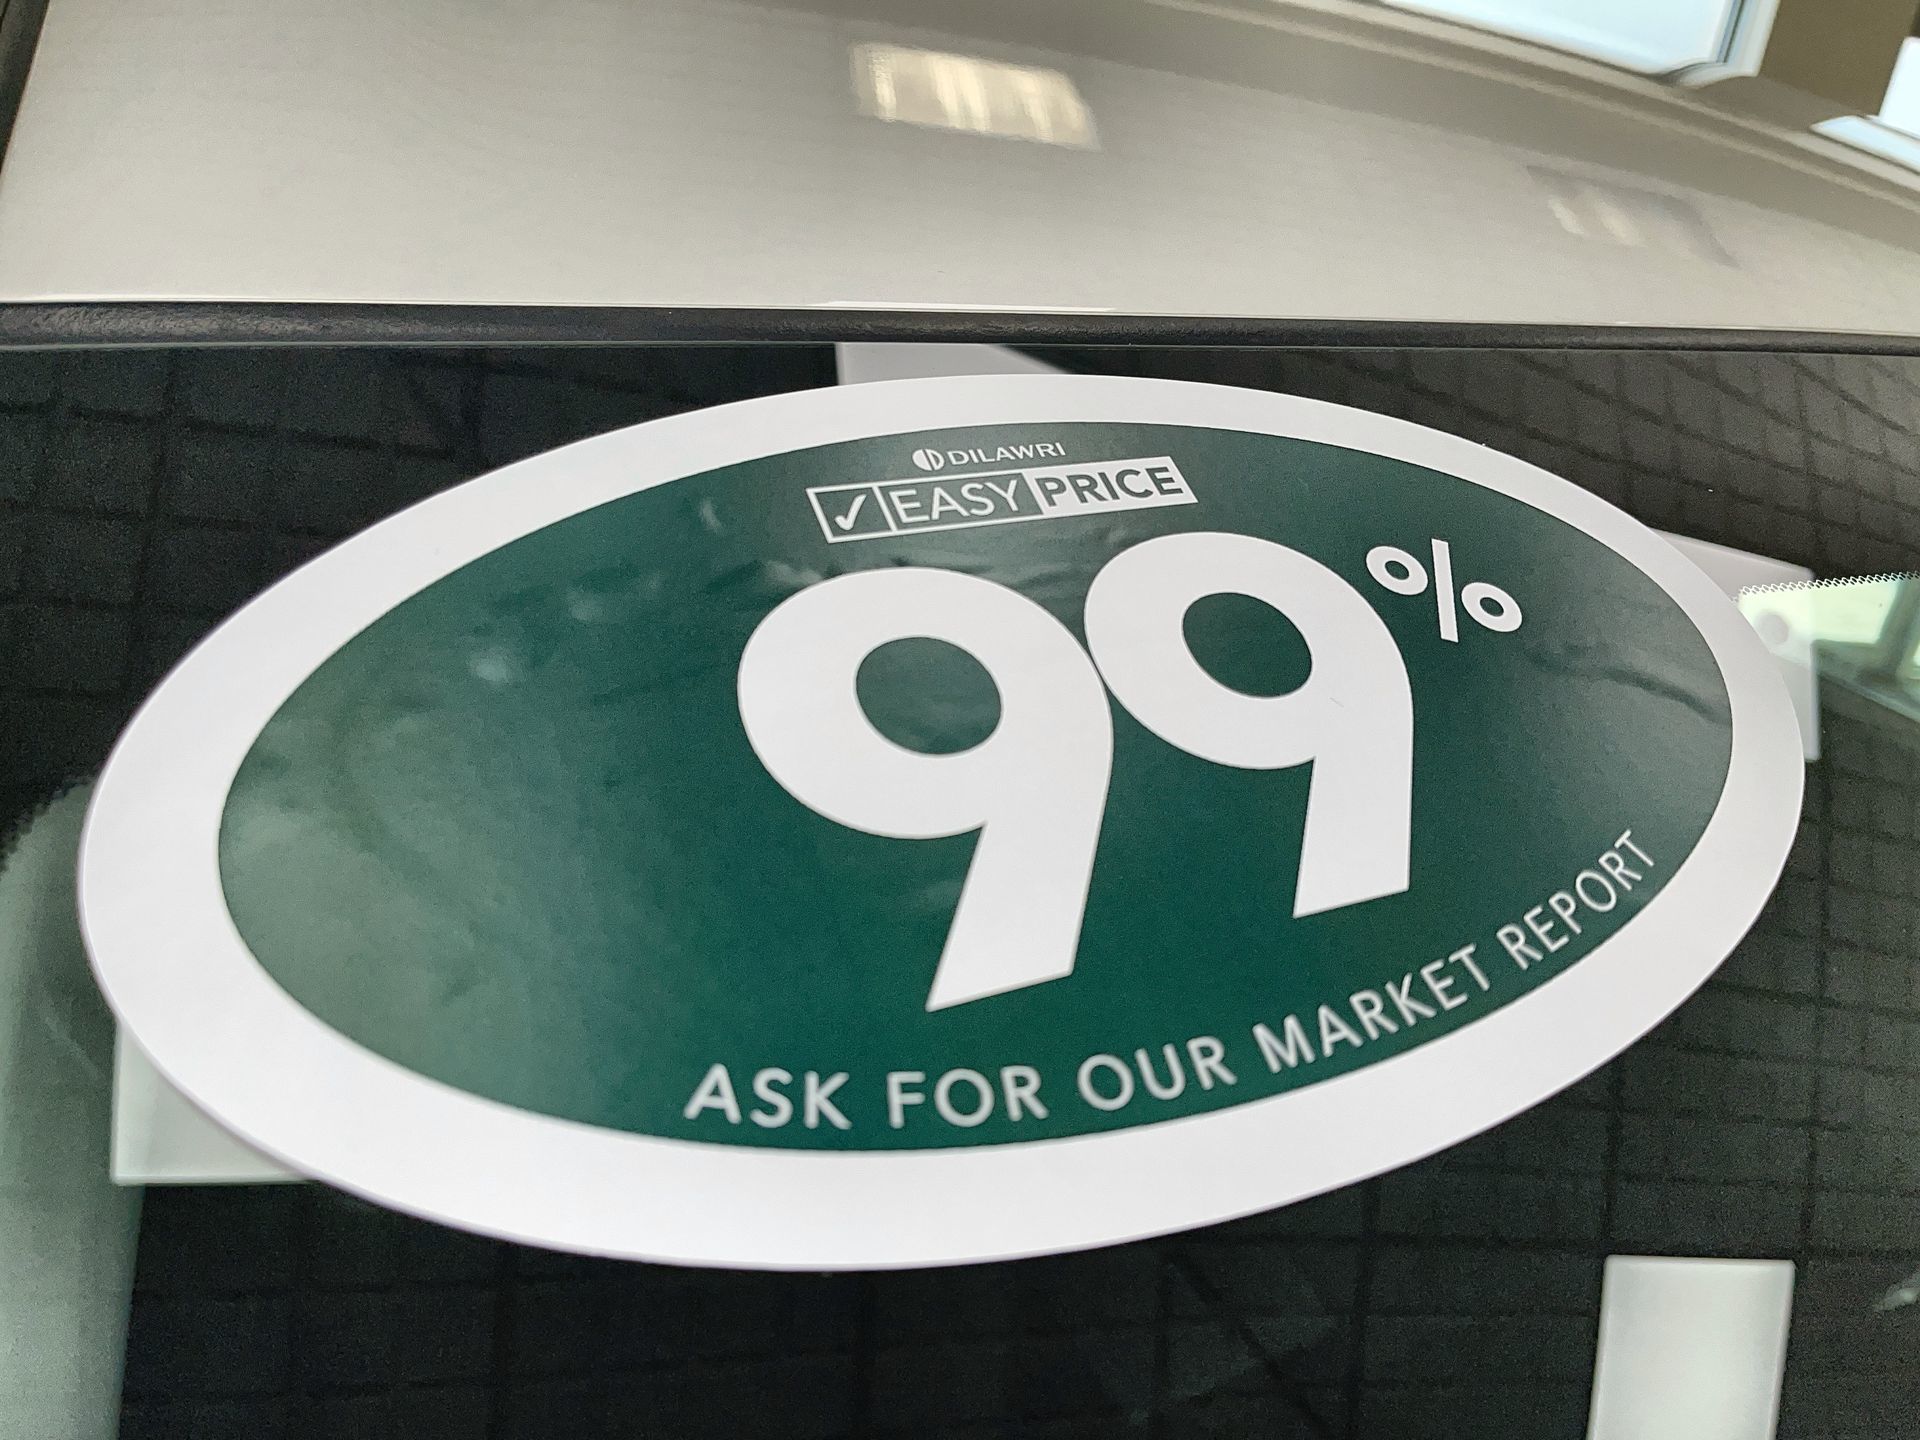 DILAWRI
✓ EASY PRICE
99%
ASK FOR OUR MARKET REPORT